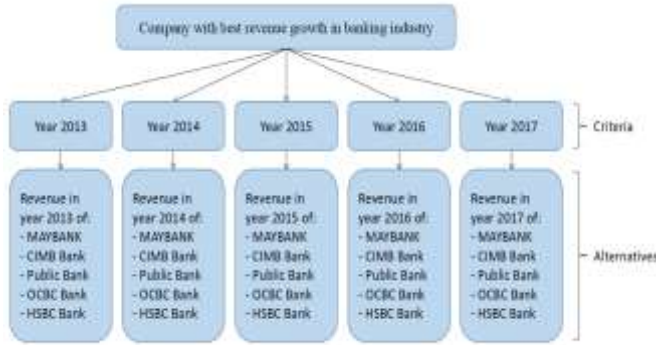 Company with best revenue growth in banking industry
Year 2013
Year 2014
Year 2015
Year 2016
Year 2017
Criteria
Revenue in
year 2013 of:
- MAYBANK
- CIMB Bank
- Public Bank
- OCBC Bank
- HSBC Bank
Revenue in
year 2014 of:
- MAYBANK
- CIMB Bank
- Public Bank
- OCBC Bank
- HSBC Bank
Revenue in
year 2015 of:
- MAYBANK
- CIMB Bank
- Public Bank
- OCBC Bank
- HSBC Bank
Revenue in
year 2016 of:
- MAYBANK
- CIMB Bank
- Public Bank
- OCBC Bank
- HSBC Bank
Revenue in
year 2017 of:
- MAYBANK
- CIMB Bank
- Public Bank
- OCBC Bank
- HSBC Bank
Alternatives